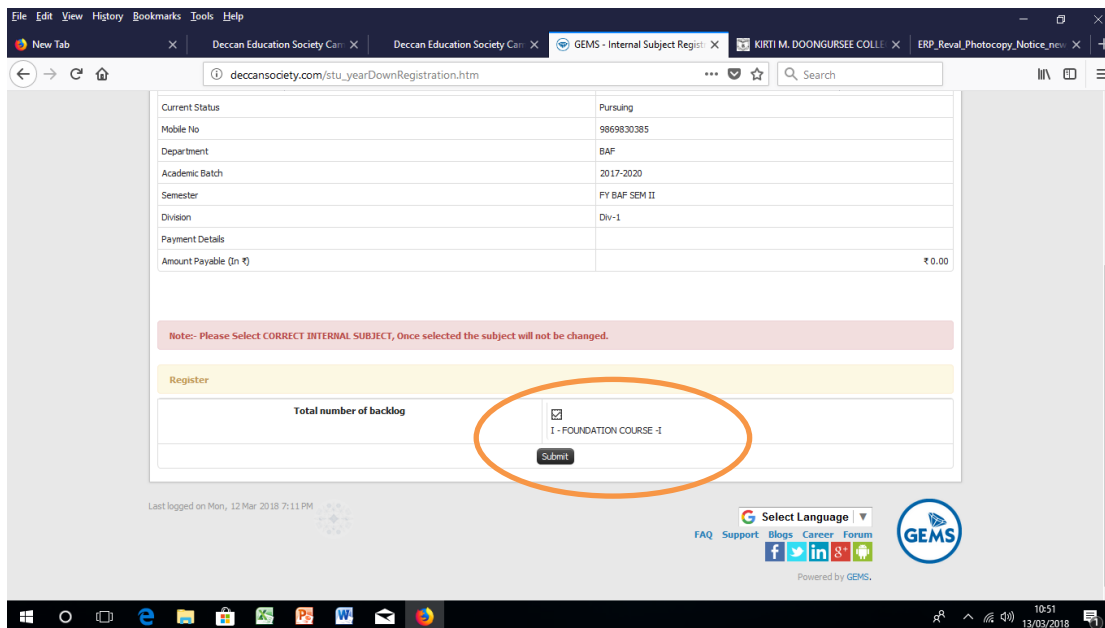 File Edit View History Bookmarks Tools Help
New Tab Deccan Education Society Cam Deccan Education Society Cam GEMS - Internal Subject Regist KIRTI M. DOONGURSEE COLLE ERP_Reval_Photocopy_Notice_new
deccansociety.com/stu_yearDownRegistration.htm Search
Current Status Pursuing
Mobile No 9869830385
Department BAF
Academic Batch 2017-2020
Semester FY BAF SEM II
Division Div-1
Payment Details
Amount Payable (In ₹) ₹ 0.00
Note:- Please Select CORRECT INTERNAL SUBJECT, Once selected the subject will not be changed.
Register
Total number of backlog
I - FOUNDATION COURSE -I
Submit
Last logged on Mon, 12 Mar 2018 7:11 PM
G Select Language ▼
FAQ Support Blogs Career Forum
GEMS
Powered by GEMS.
10:51
13/03/2018